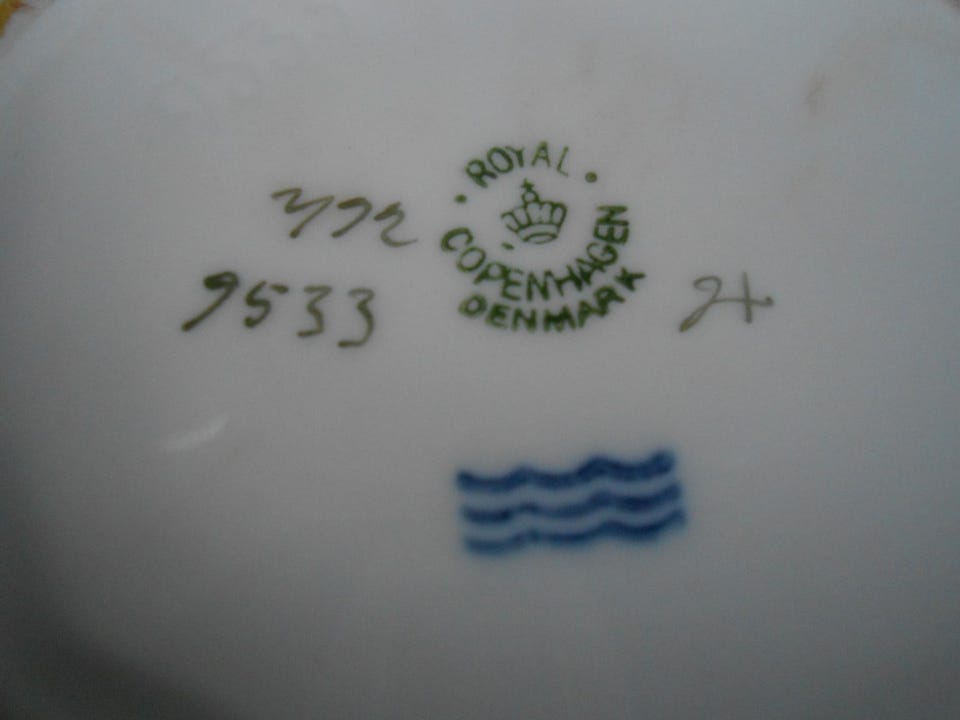 ROYAL
COPENHAGEN
DENMARK
9533